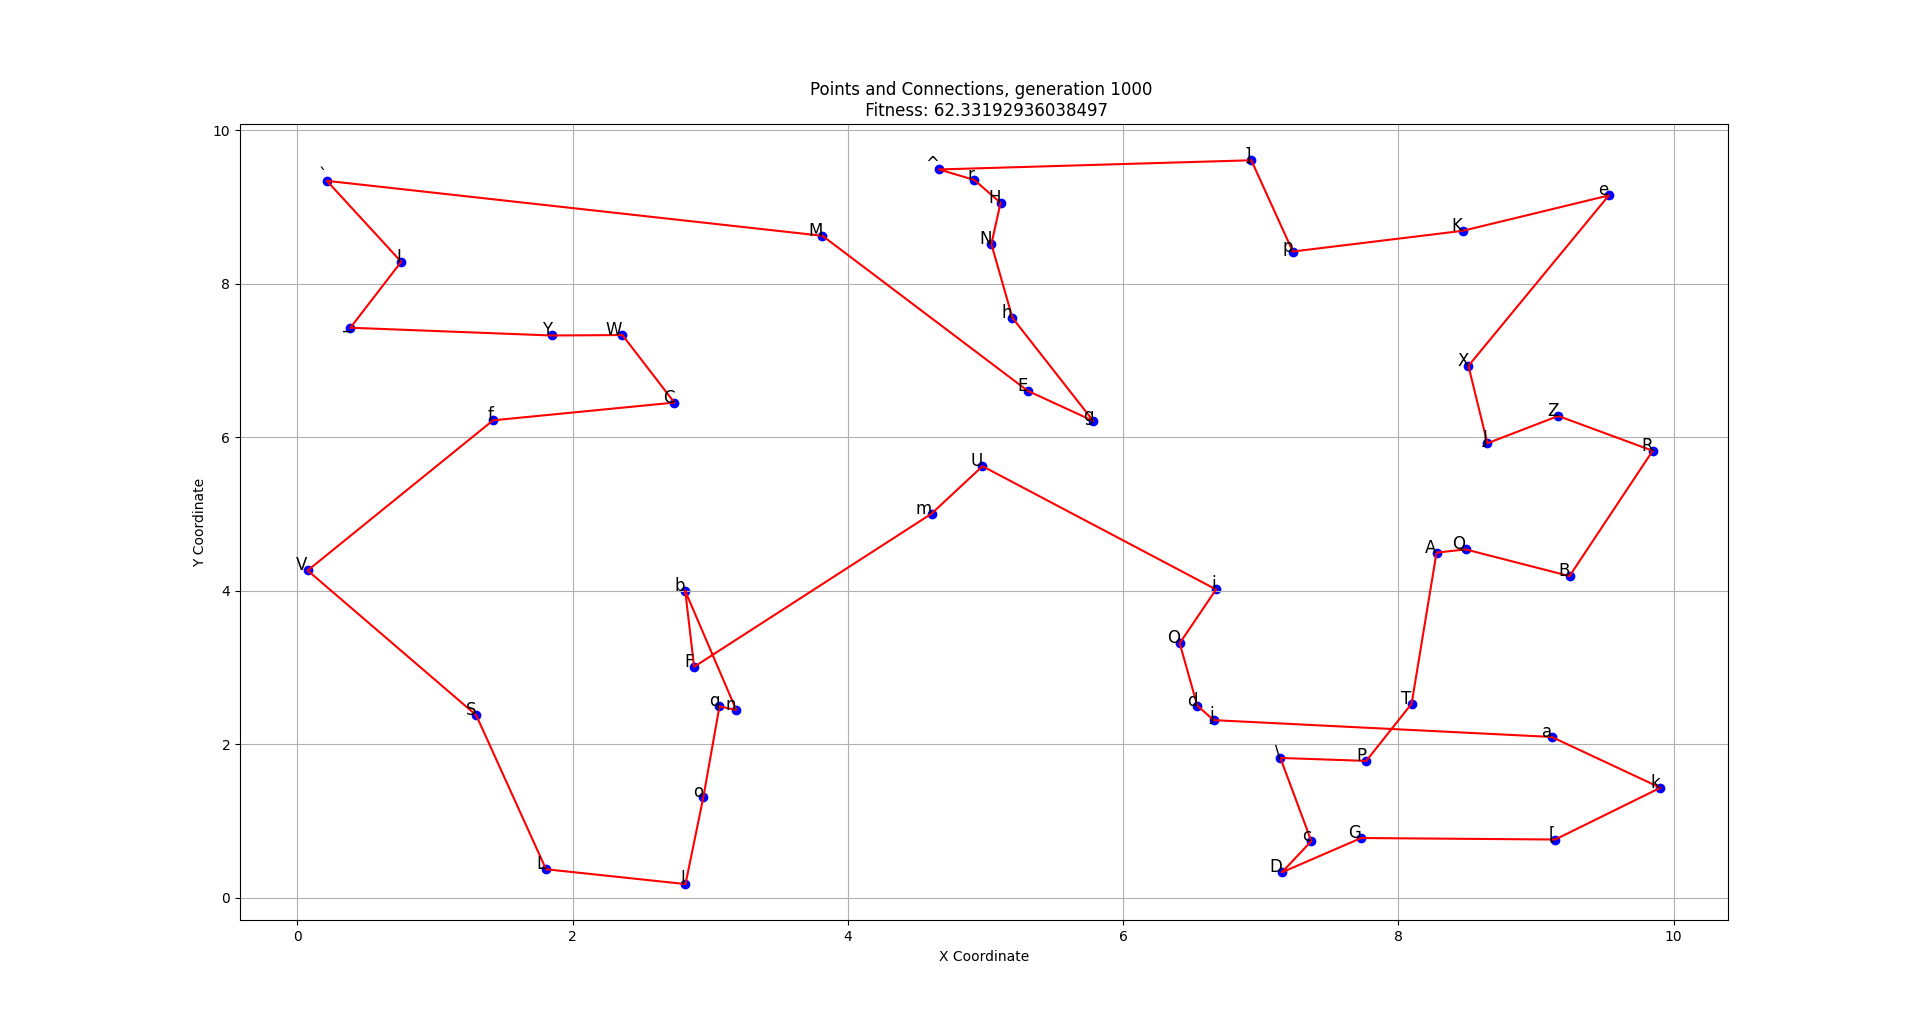 Points and Connections, generation 1000
Fitness: 62.33192936038497
10
8
6
4
2
0
Y Coordinate
` M ^ r H N ] p K e
_ Y W C h E g X Z R
f U m V b F
i O d A Q B T
S q n o L
\ P a k c G [ D
0 2 4 6 8 10
X Coordinate